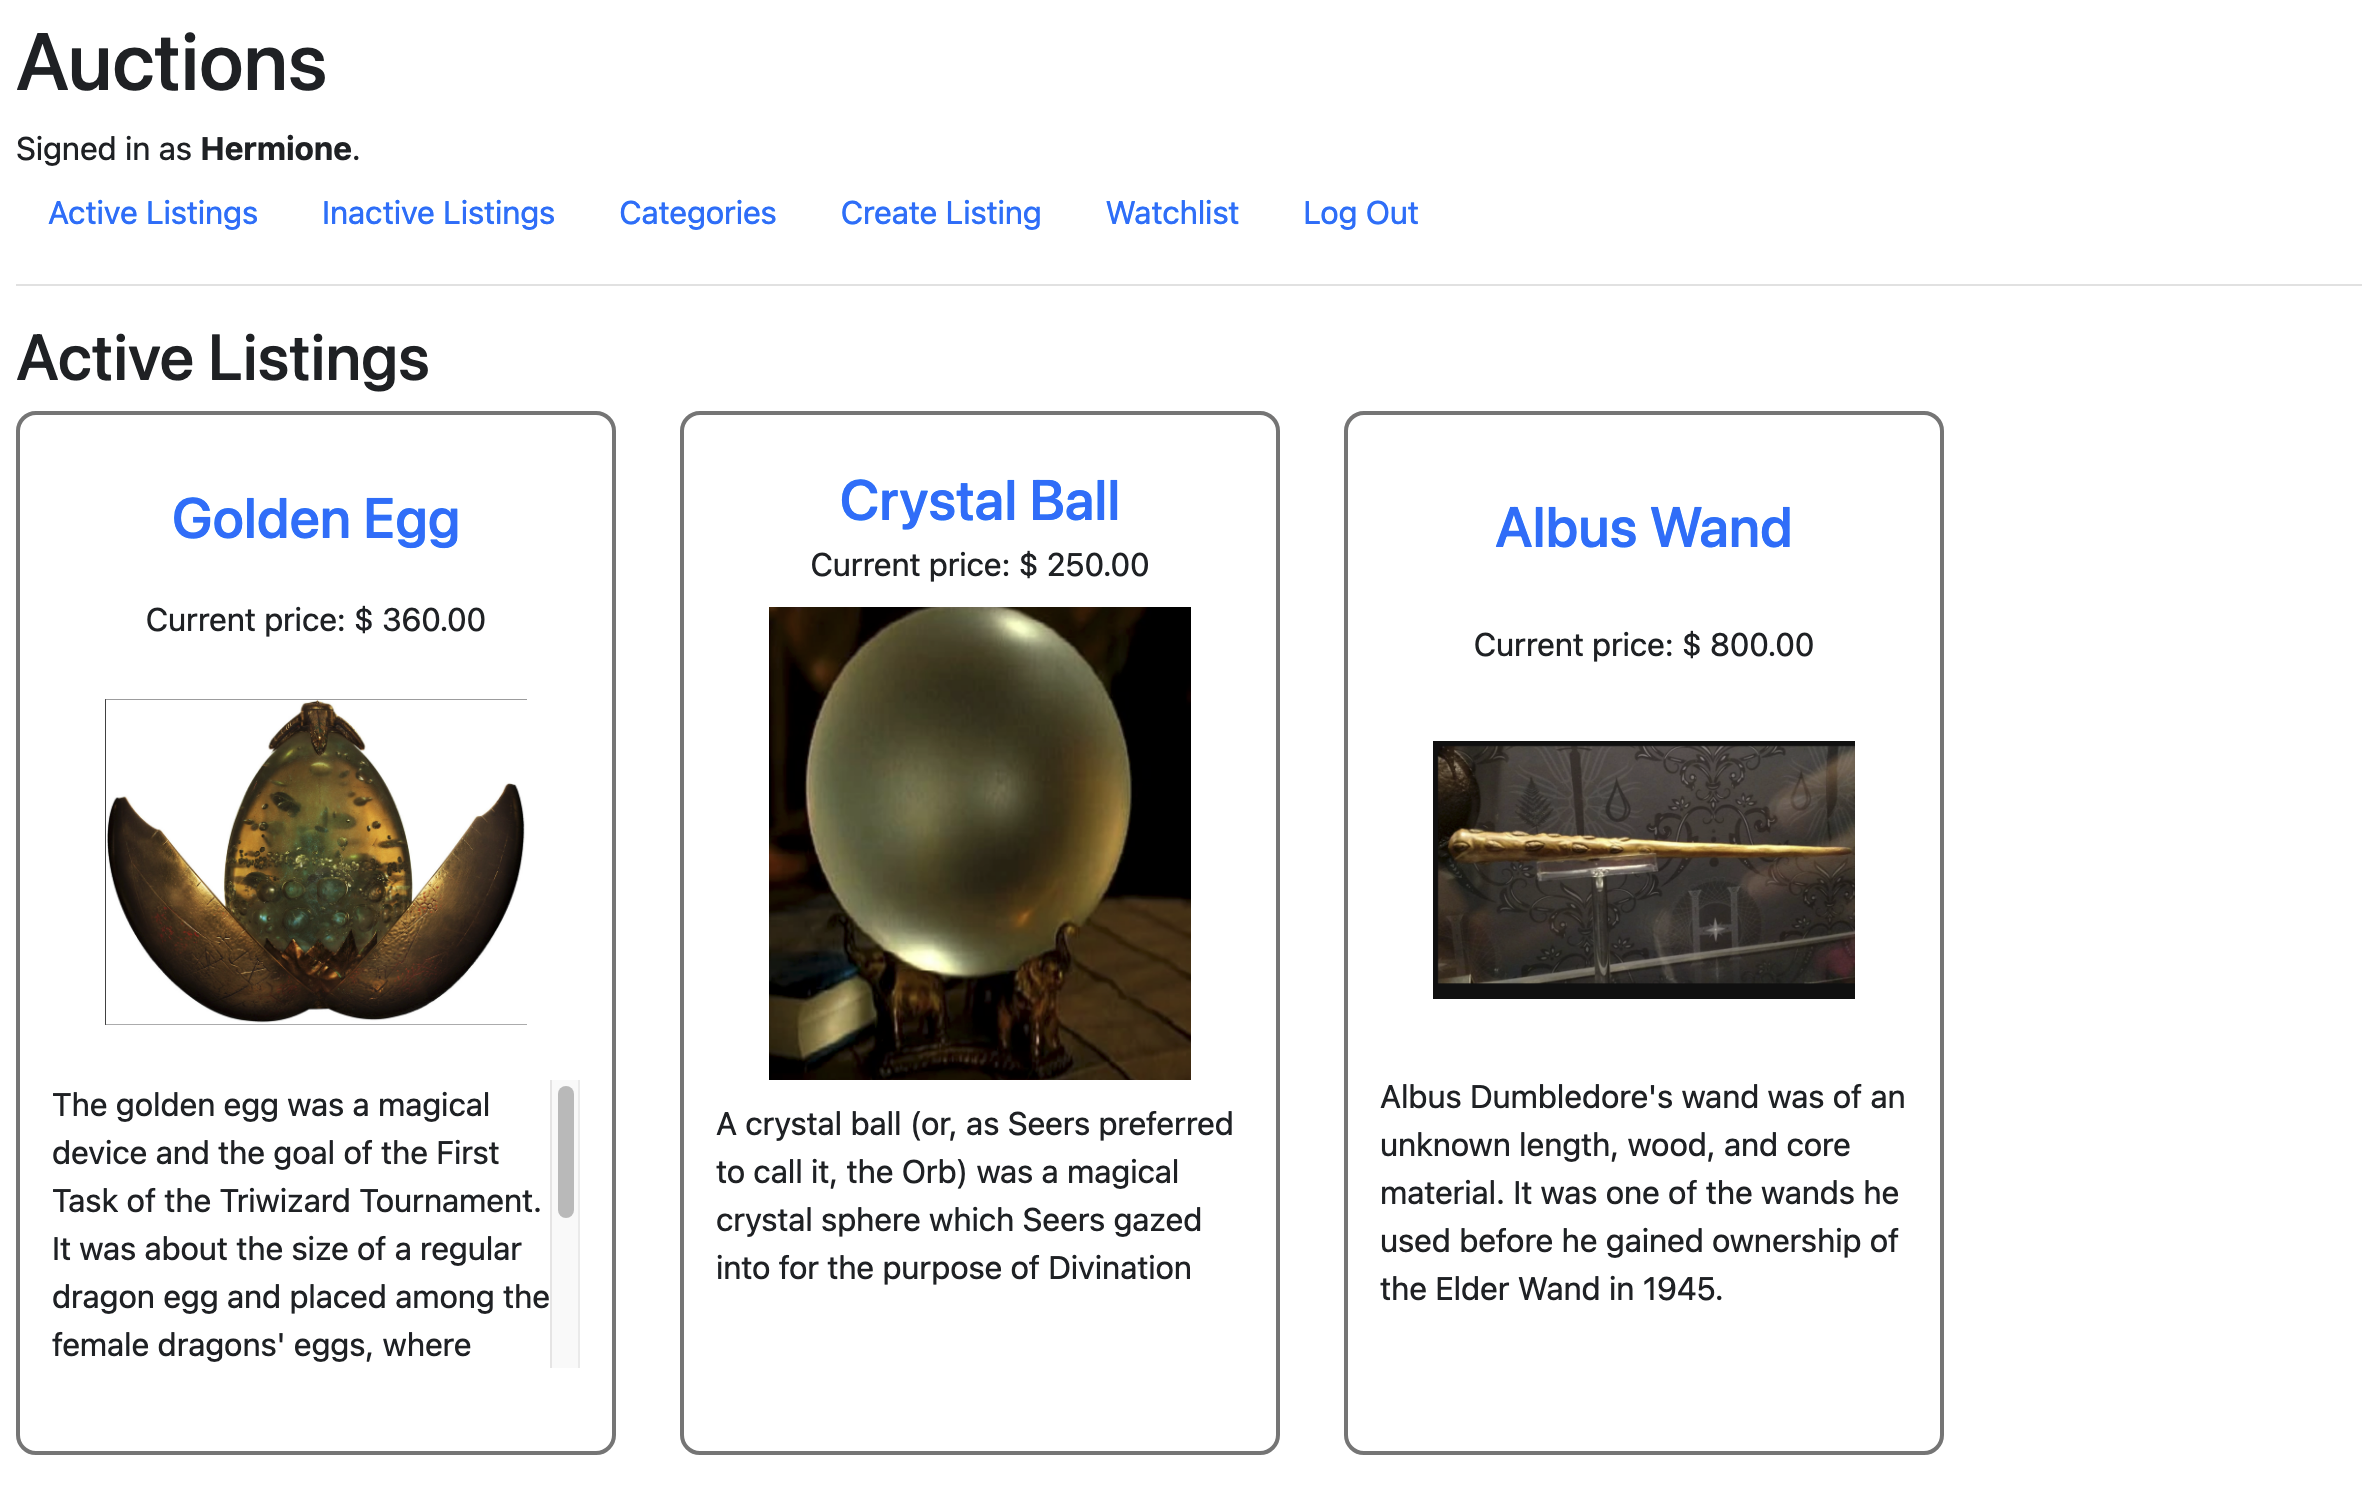 Auctions
Signed in as Hermione.
Active Listings Inactive Listings Categories Create Listing Watchlist Log Out
Active Listings
Golden Egg
Current price: $ 360.00
The golden egg was a magical
device and the goal of the First
Task of the Triwizard Tournament.
It was about the size of a regular
dragon egg and placed among the
female dragons' eggs, where
Crystal Ball
Current price: $ 250.00
A crystal ball (or, as Seers preferred
to call it, the Orb) was a magical
crystal sphere which Seers gazed
into for the purpose of Divination
Albus Wand
Current price: $ 800.00
H
Albus Dumbledore's wand was of an
unknown length, wood, and core
material. It was one of the wands he
used before he gained ownership of
the Elder Wand in 1945.